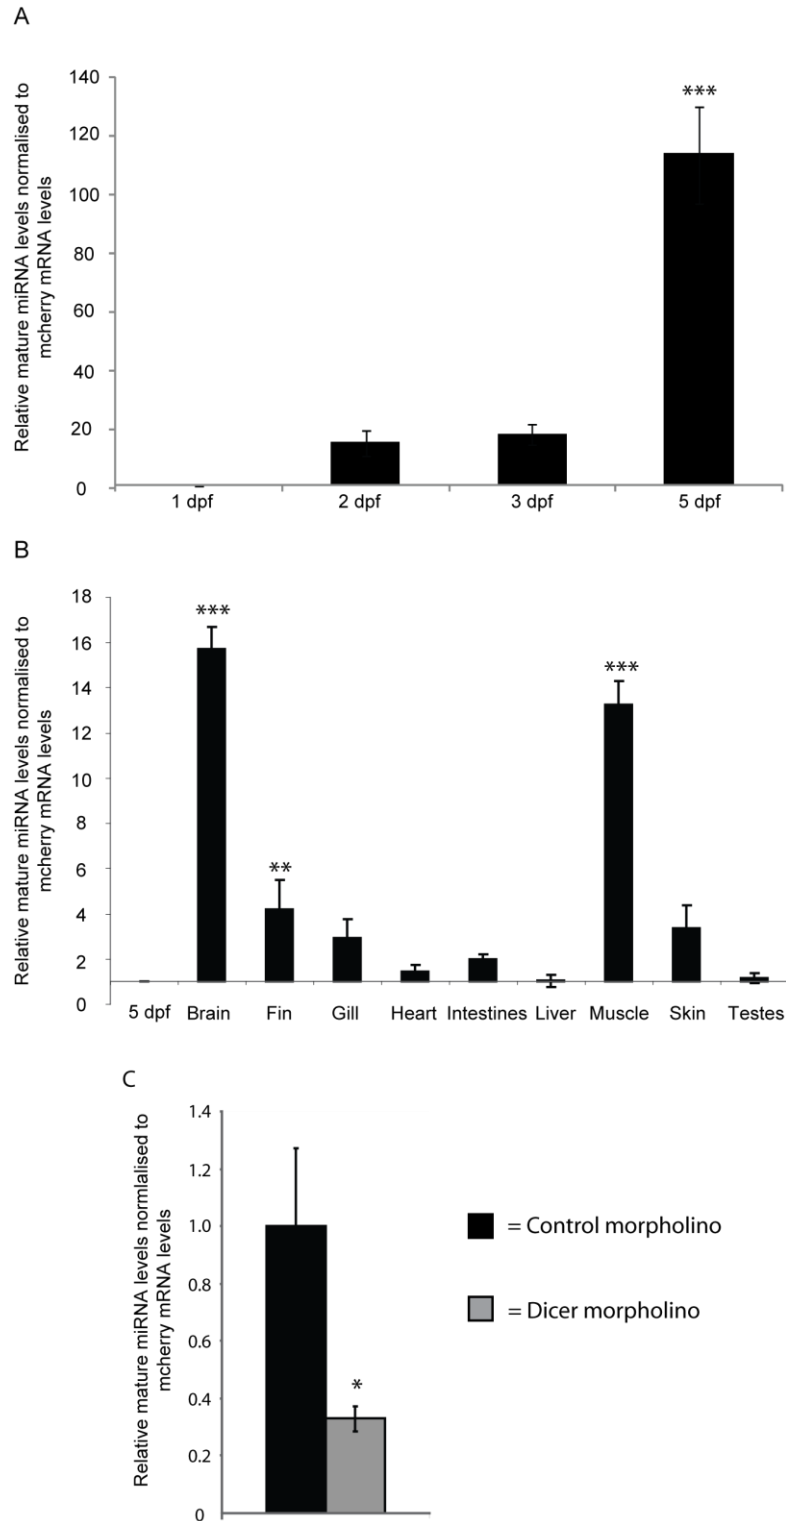 A
Relative mature miRNA levels normalised to
mcherry mRNA levels
140
120
100
80
60
40
20
0
***
1 dpf
2 dpf
3 dpf
5 dpf
B
Relative mature miRNA levels normalised to
mcherry mRNA levels
18
16
14
12
10
8
6
4
2
0
***
**
***
5 dpf
Brain
Fin
Gill
Heart
Intestines
Liver
Muscle
Skin
Testes
C
Relative mature miRNA levels normlalised to
mcherry mRNA levels
1.4
1.2
1.0
0.8
0.6
0.4
0.2
0
*
= Control morpholino
= Dicer morpholino